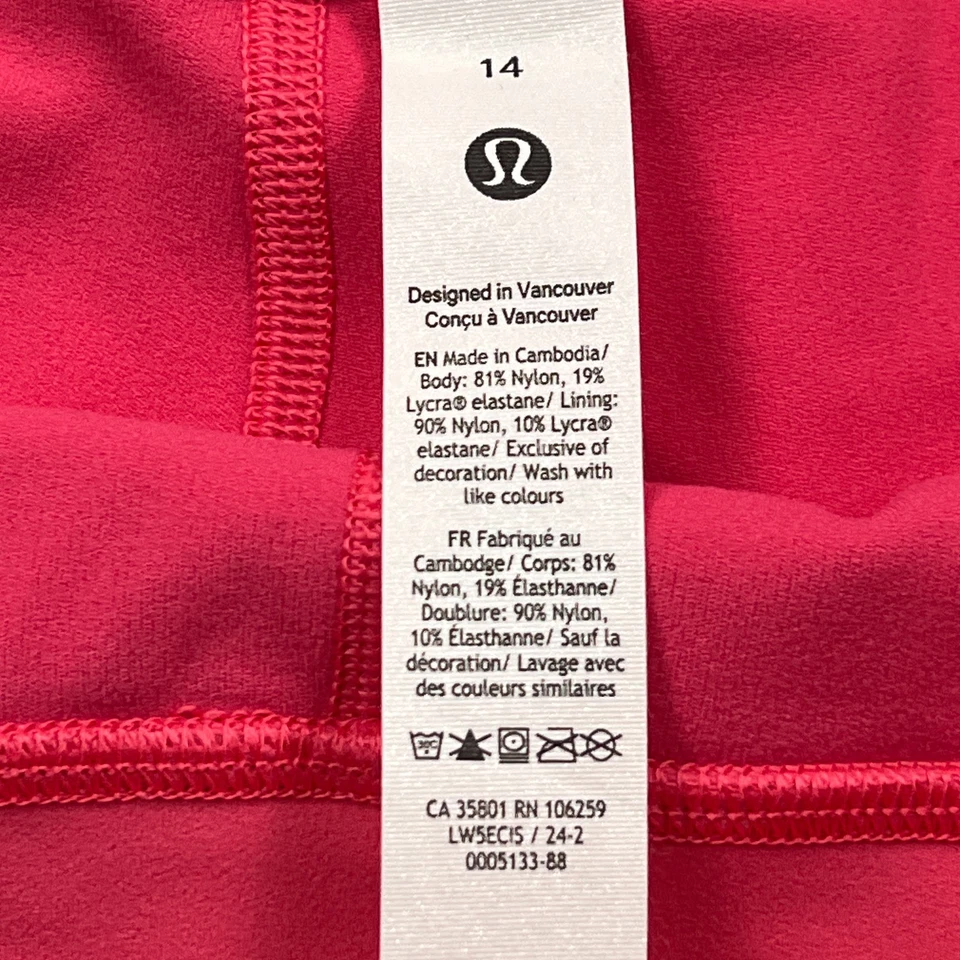 14
Designed in Vancouver
Conçu à Vancouver
EN Made in Cambodia/
Body: 81% Nylon, 19%
Lycra® elastane/ Lining:
90% Nylon, 10% Lycra®
elastane/ Exclusive of
decoration/ Wash with
like colours
FR Fabriqué au
Cambodge/ Corps: 81%
Nylon, 19% Élasthanne/
Doublure: 90% Nylon,
10% Élasthanne/ Sauf la
décoration/ Lavage avec
des couleurs similaires
30C
CA 35801 RN 106259
LW5ECIS / 24-2
0005133-88